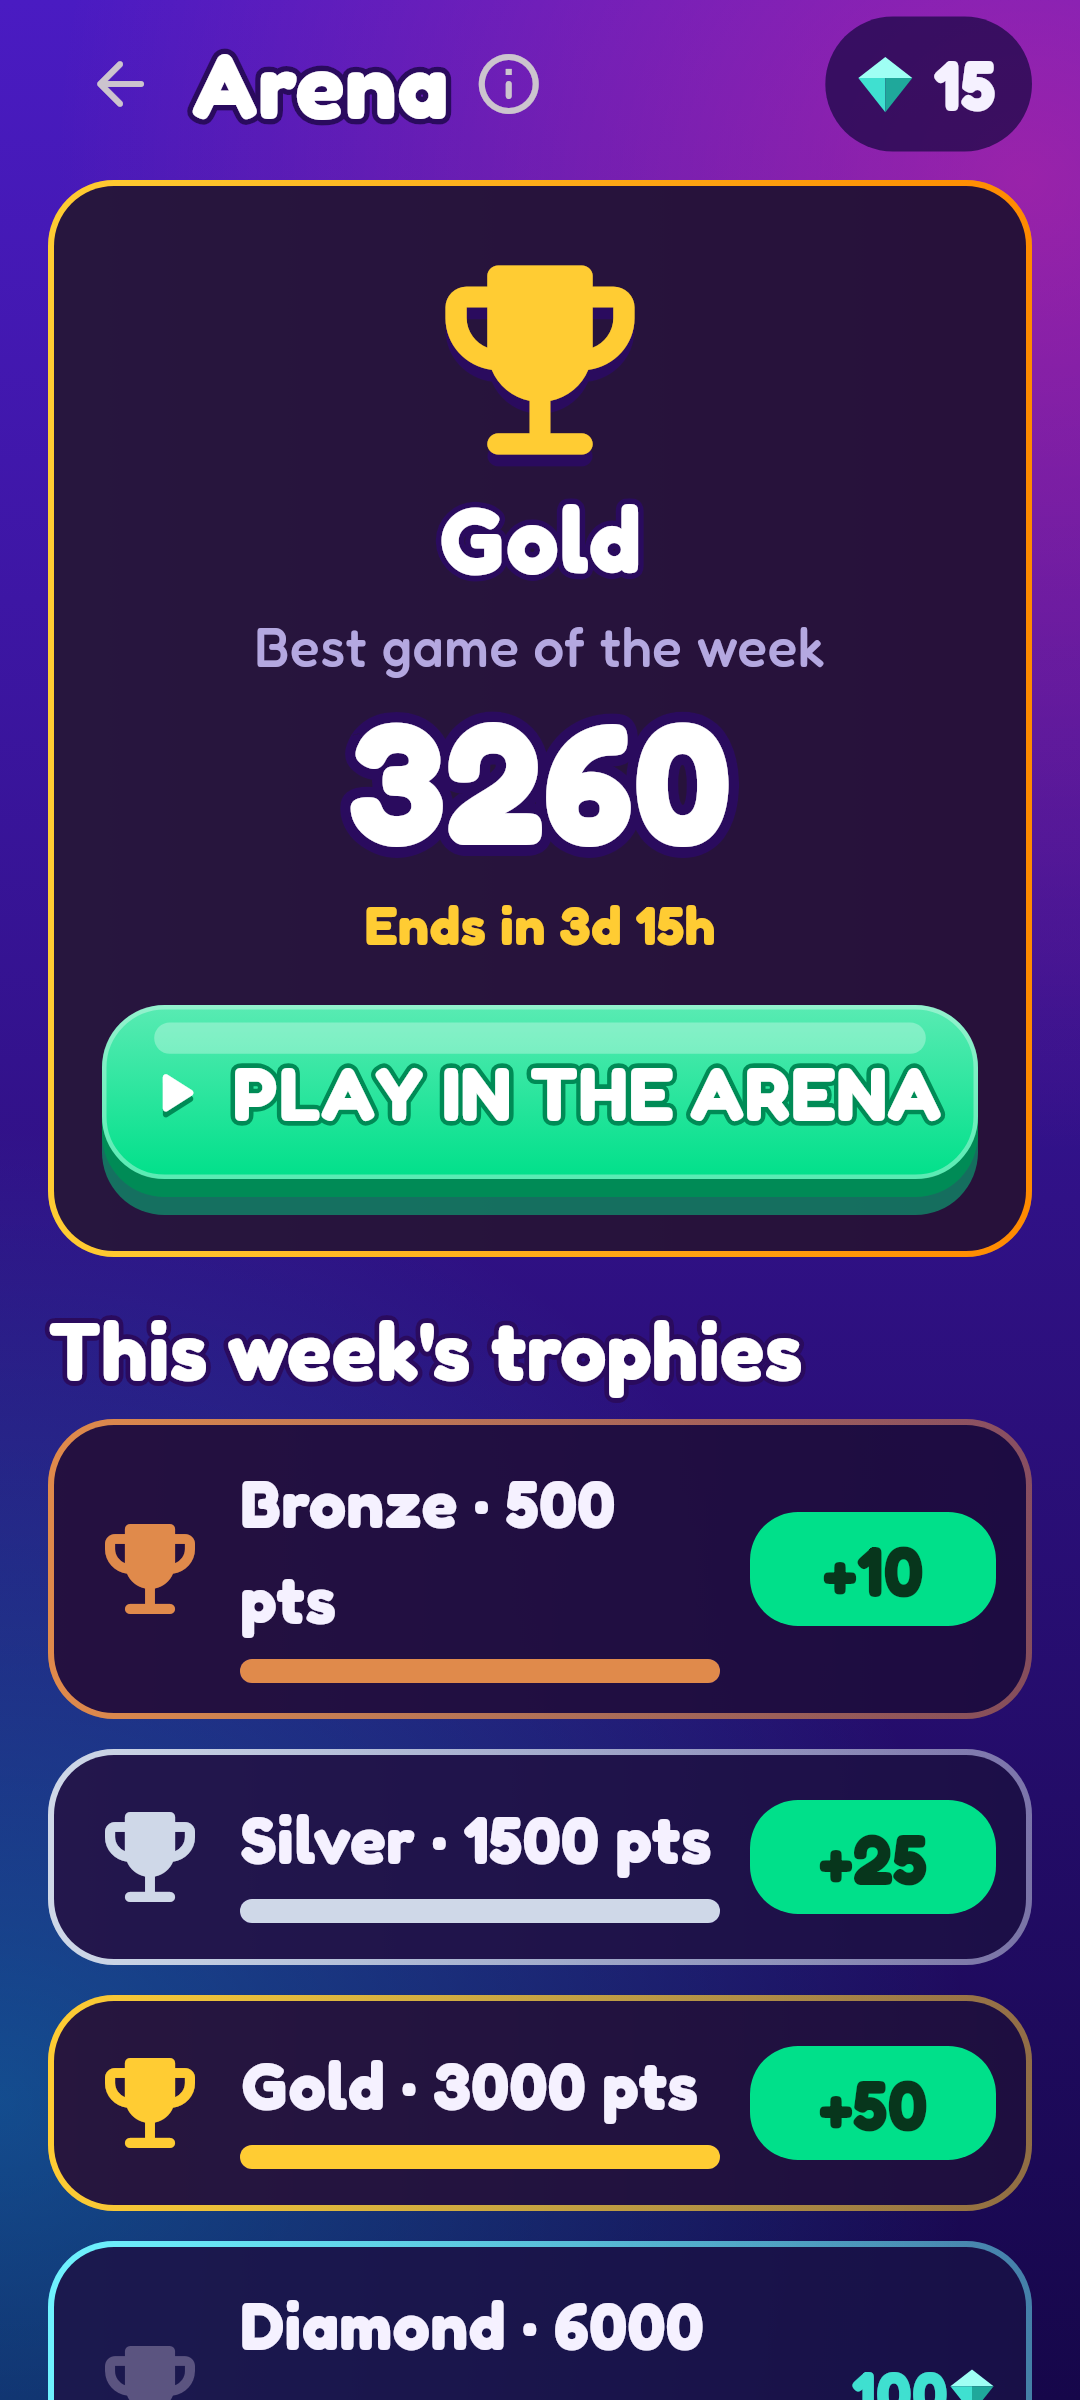 Arena
15
Gold
Best game of the week
3260
Ends in 3d 15h
PLAY IN THE ARENA
This week's trophies
Bronze · 500
pts
+10
Silver · 1500 pts
+25
Gold · 3000 pts
+50
Diamond · 6000
100